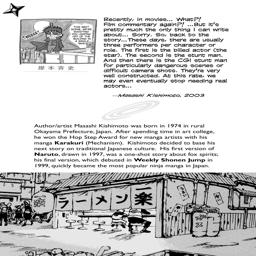 Recently, in movies... What?!
Film commentary again?! ...But it's
pretty much the only thing I can write
about... Sorry. So, back to the
story...These days, there are usually
three performers per character or
role. The first is the billed actor (the
star). The second is the stunt man.
And then there is the CGI stunt man
for particularly dangerous scenes or
difficult camera shots. They're very
well constructed. At this rate, we
may even eventually stop needing real
actors...
—Masashi Kishimoto, 2003
岸本斉史
Author/artist Masashi Kishimoto was born in 1974 in rural
Okayama Prefecture, Japan. After spending time in art college,
he won the Hop Step Award for new manga artists with his
manga Karakuri (Mechanism). Kishimoto decided to base his
next story on traditional Japanese culture. His first version of
Naruto, drawn in 1997, was a one-shot story about fox spirits;
his final version, which debuted in Weekly Shonen Jump in
1999, quickly became the most popular ninja manga in Japan.
ラーメン 楽